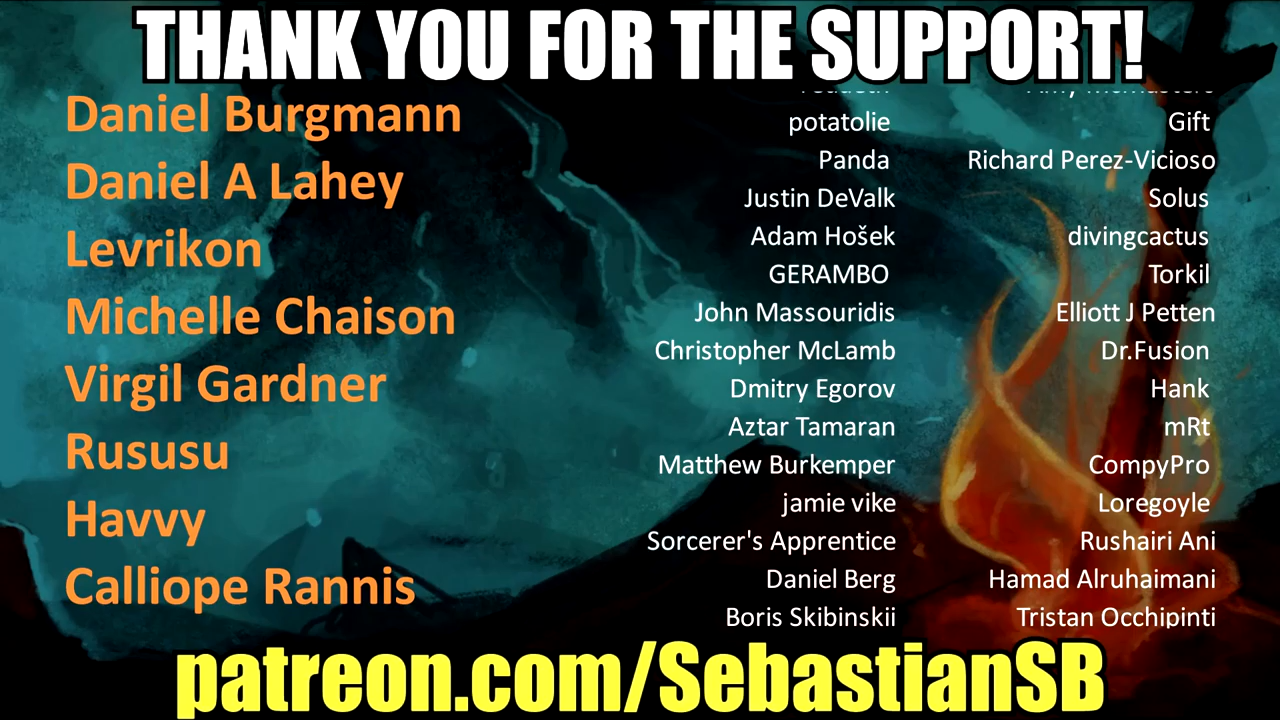 THANK YOU FOR THE SUPPORT!
Daniel Burgmann
Daniel A Lahey
Levrikon
Michelle Chaison
Virgil Gardner
Rususu
Havvy
Calliope Rannis
potatolie
Panda
Justin DeValk
Adam Hošek
GERAMBO
John Massouridis
Christopher McLamb
Dmitry Egorov
Aztar Tamaran
Matthew Burkemper
jamie vike
Sorcerer's Apprentice
Daniel Berg
Boris Skibinskii
Gift
Richard Perez-Vicioso
Solus
divingcactus
Torkil
Elliott J Petten
Dr.Fusion
Hank
mRt
CompyPro
Loregoyle
Rushairi Ani
Hamad Alruhaimani
Tristan Occhipinti
patreon.com/SebastianSB